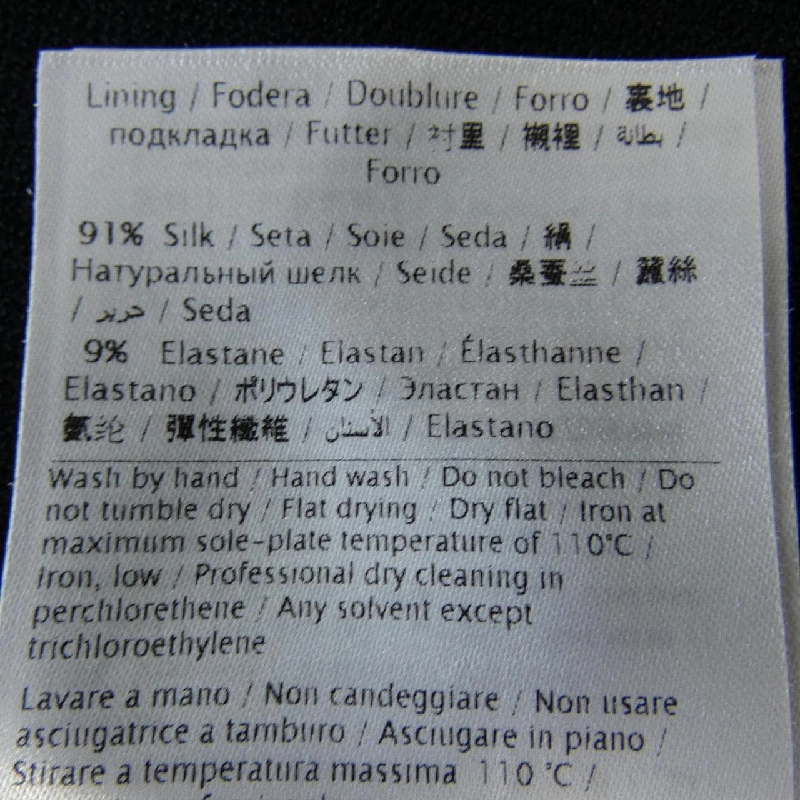 Lining / Fodera / Doublure / Forro / 裏地 /
подкладка / Futter / 衬里 / 襯裡 / بطانة /
Forro
91% Silk / Seta / Soie / Seda / 絹 /
Натуральный шелк / Seide / 桑蚕丝 / 蠶絲
/ حرير / Seda
9% Elastane / Elastan / Élasthanne /
Elastano / ポリウレタン / Эластан / Elasthan /
氨纶 / 彈性纖維 / الأستان / Elastano
Wash by hand / Hand wash / Do not bleach / Do
not tumble dry / Flat drying / Dry flat / Iron at
maximum sole-plate temperature of 110°C /
Iron, low / Professional dry cleaning in
perchlorethene / Any solvent except
trichloroethylene
Lavare a mano / Non candeggiare / Non usare
asciugatrice a tamburo / Asciugare in piano /
Stirare a temperatura massima 110 °C /